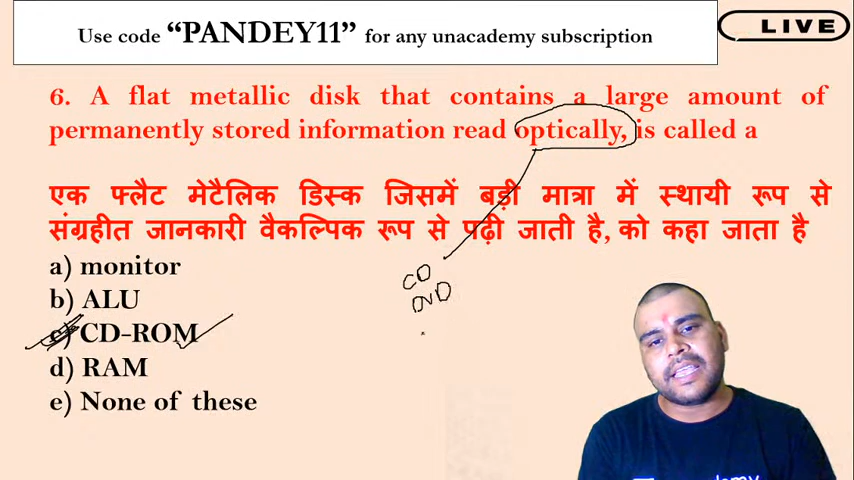 Use code “PANDEY11” for any unacademy subscription
LIVE
6. A flat metallic disk that contains a large amount of
permanently stored information read optically, is called a
एक फ्लैट मेटैलिक डिस्क जिसमें बड़ी मात्रा में स्थायी रूप से
संग्रहीत जानकारी वैकल्पिक रूप से पढ़ी जाती है, को कहा जाता है
a) monitor
CD
b) ALU
DVD
c) CD-ROM
d) RAM
e) None of these